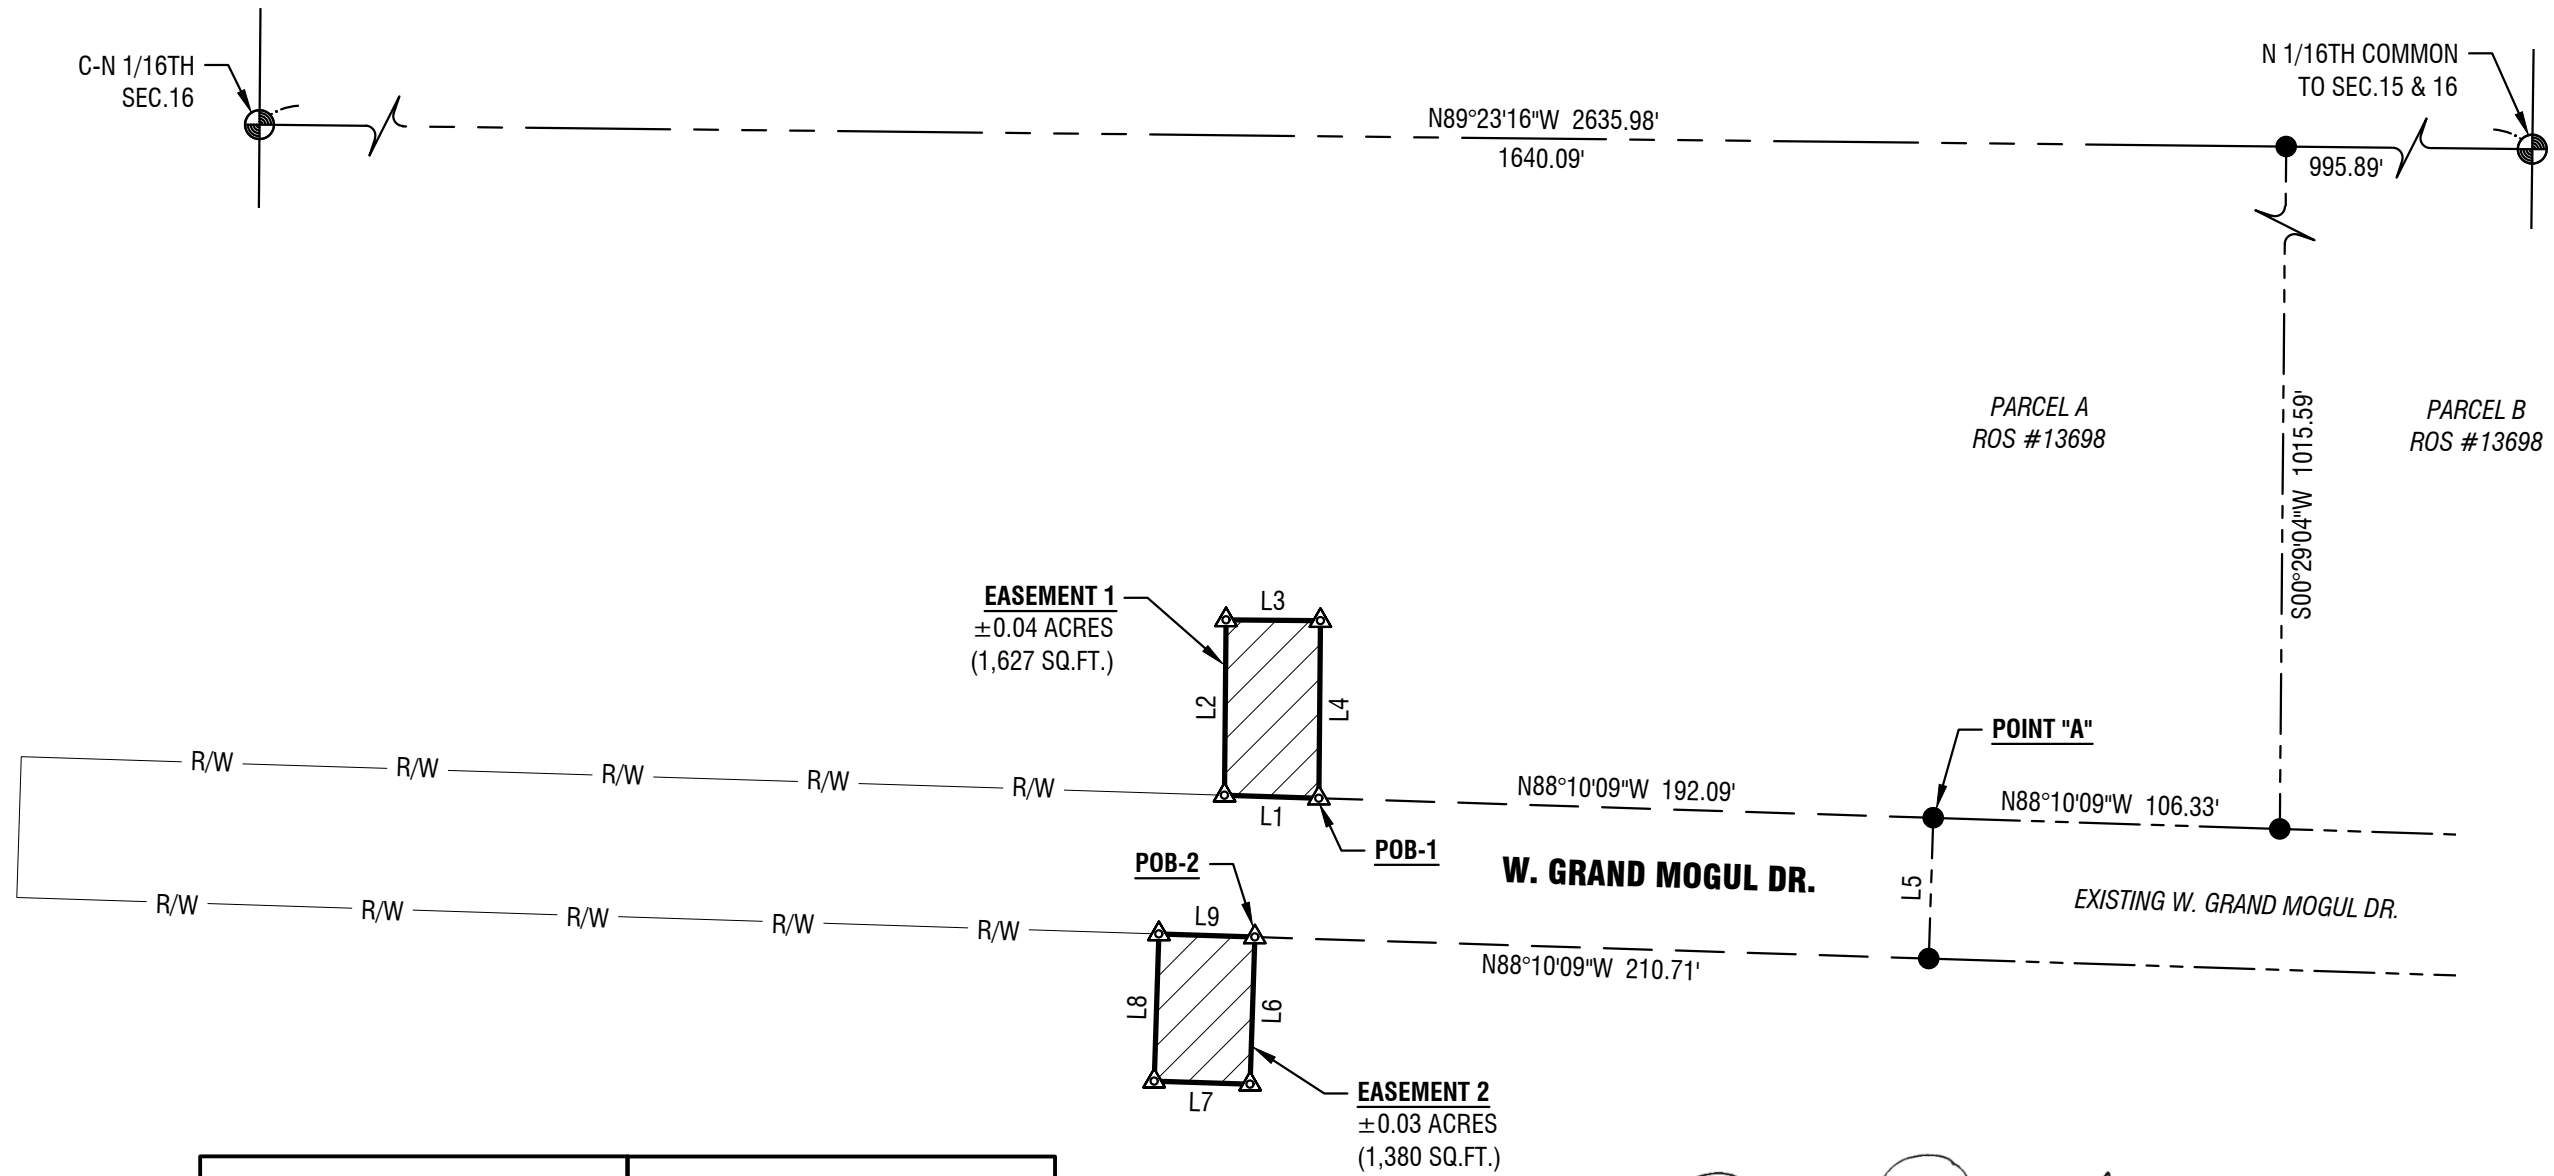 C-N 1/16TH
SEC.16
N 1/16TH COMMON
TO SEC.15 & 16
N89°23'16"W 2635.98'
1640.09'
995.89'
PARCEL A
ROS #13698
PARCEL B
ROS #13698
S00°29'04"W 1015.59'
EASEMENT 1
±0.04 ACRES
(1,627 SQ.FT.)
L3
L2
L4
L1
POINT "A"
R/W R/W R/W R/W R/W
N88°10'09"W 192.09'
N88°10'09"W 106.33'
POB-1
POB-2
W. GRAND MOGUL DR.
L5
EXISTING W. GRAND MOGUL DR.
R/W R/W R/W R/W R/W
L9
N88°10'09"W 210.71'
L8
L6
L7
EASEMENT 2
±0.03 ACRES
(1,380 SQ.FT.)